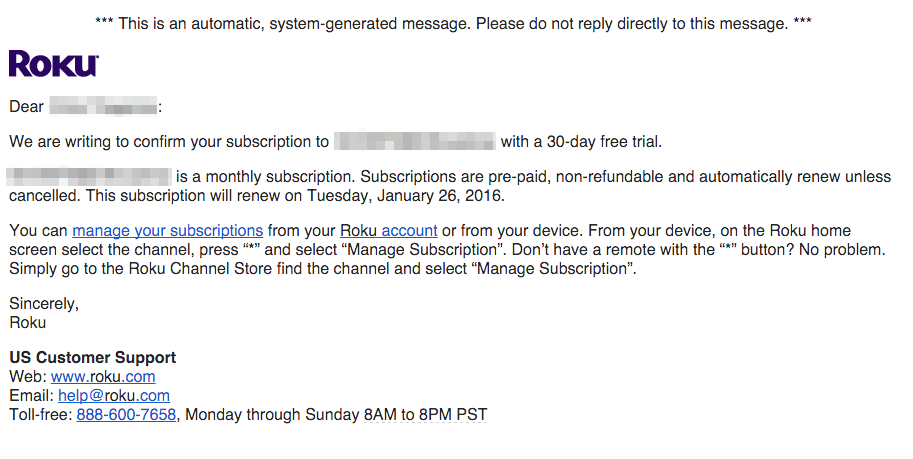 *** This is an automatic, system-generated message. Please do not reply directly to this message. ***
ROKU
Dear :
We are writing to confirm your subscription to with a 30-day free trial.
is a monthly subscription. Subscriptions are pre-paid, non-refundable and automatically renew unless
cancelled. This subscription will renew on Tuesday, January 26, 2016.
You can manage your subscriptions from your Roku account or from your device. From your device, on the Roku home
screen select the channel, press “*” and select “Manage Subscription”. Don’t have a remote with the “*” button? No problem.
Simply go to the Roku Channel Store find the channel and select “Manage Subscription”.
Sincerely,
Roku
US Customer Support
Web: www.roku.com
Email: help@roku.com
Toll-free: 888-600-7658, Monday through Sunday 8AM to 8PM PST